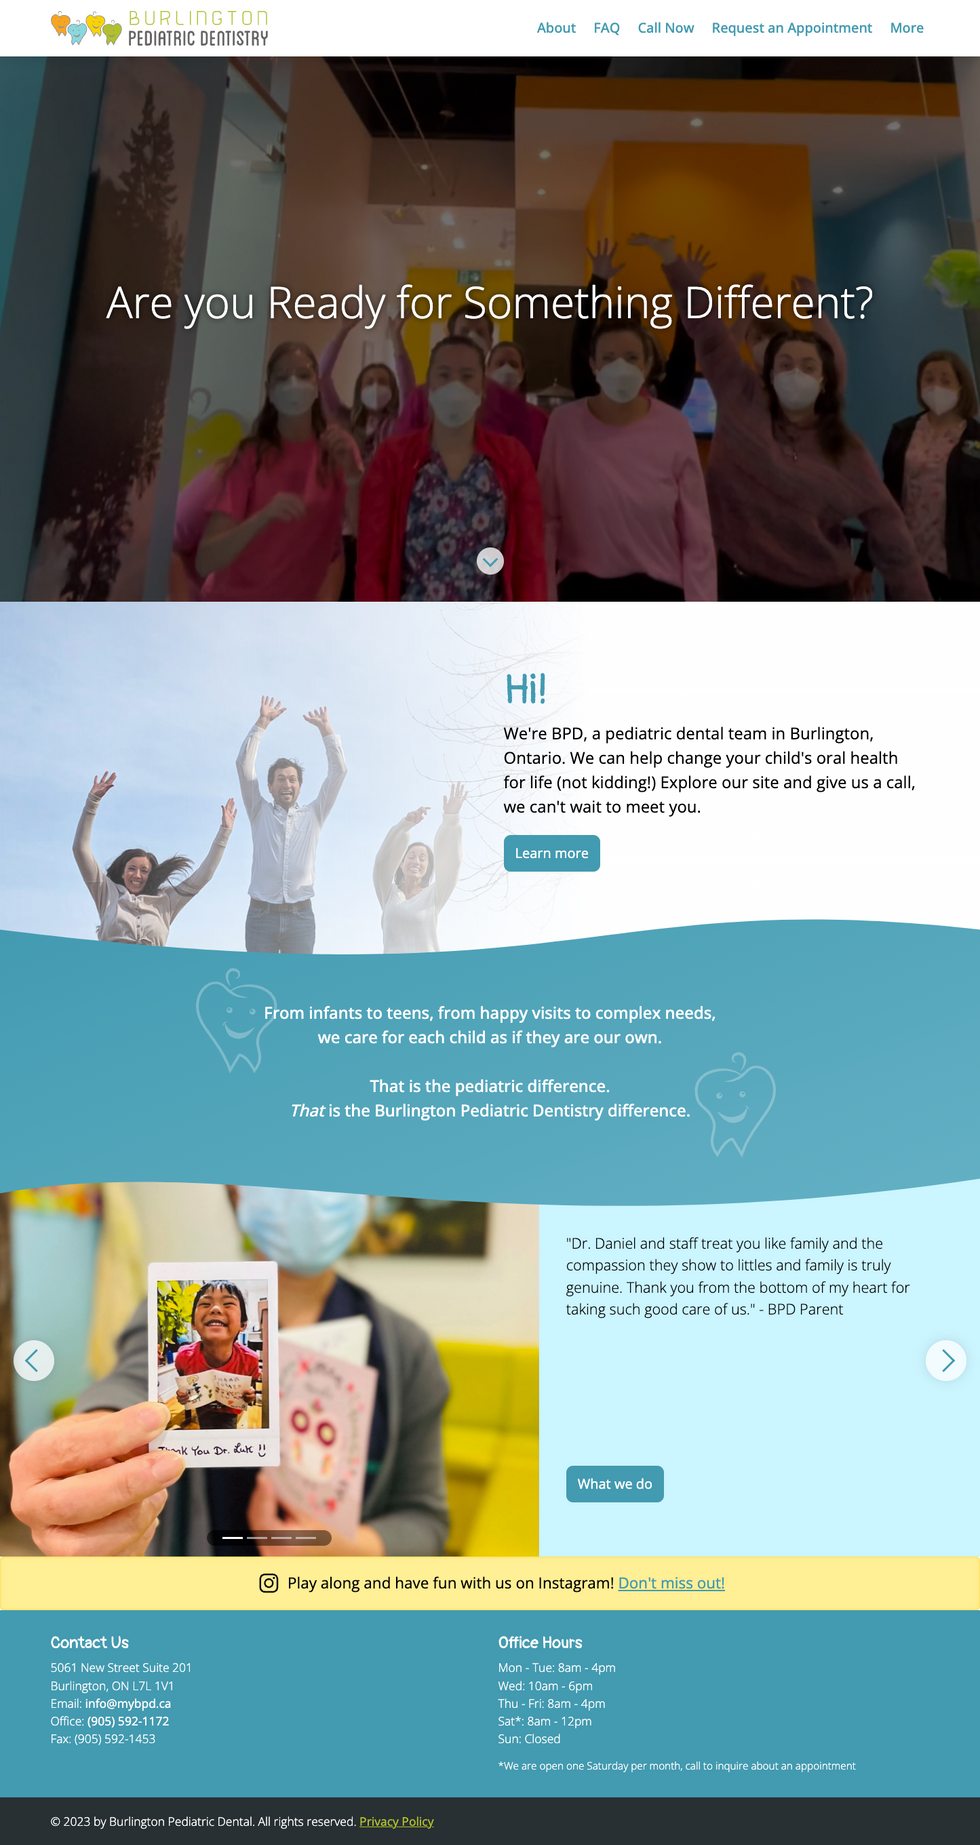 BURLINGTON
PEDIATRIC DENTISTRY
About FAQ Call Now Request an Appointment More
Are you Ready for Something Different?
Hi!
We're BPD, a pediatric dental team in Burlington,
Ontario. We can help change your child's oral health
for life (not kidding!) Explore our site and give us a call,
we can't wait to meet you.
Learn more
From infants to teens, from happy visits to complex needs,
we care for each child as if they are our own.
That is the pediatric difference.
That is the Burlington Pediatric Dentistry difference.
"Dr. Daniel and staff treat you like family and the
compassion they show to littles and family is truly
genuine. Thank you from the bottom of my heart for
taking such good care of us." - BPD Parent
Thank You Dr. Luk !!
What we do
Play along and have fun with us on Instagram! Don't miss out!
Contact Us
5061 New Street Suite 201
Burlington, ON L7L 1V1
Email: info@mybpd.ca
Office: (905) 592-1172
Fax: (905) 592-1453
Office Hours
Mon - Tue: 8am - 4pm
Wed: 10am - 6pm
Thu - Fri: 8am - 4pm
Sat*: 8am - 12pm
Sun: Closed
*We are open one Saturday per month, call to inquire about an appointment
© 2023 by Burlington Pediatric Dental. All rights reserved. Privacy Policy